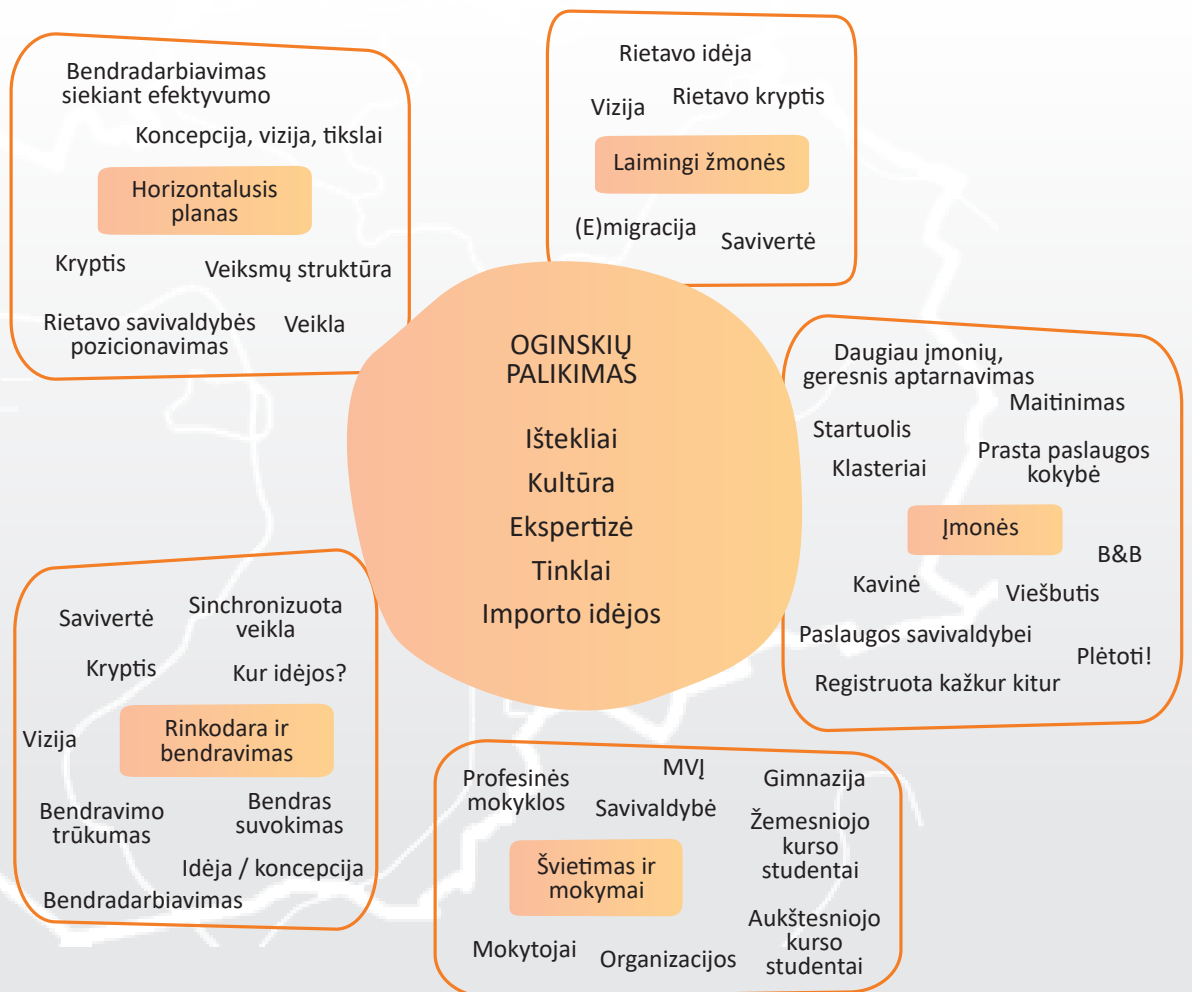 Bendradarbiavimas
siekiant efektyvumo
Koncepcija, vizija, tikslai
Horizontalusis
planas
Kryptis
Veiksmų struktūra
Rietavo savivaldybės
pozicionavimas
Veikla
Rietavo idėja
Vizija
Rietavo kryptis
Laimingi žmonės
(E)migracija
Savivertė
OGINSKIŲ
PALIKIMAS
Ištekliai
Kultūra
Ekspertizė
Tinklai
Importo idėjos
Daugiau įmonių,
geresnis aptarnavimas
Maitinimas
Startuolis
Klasteriai
Prasta paslaugos
kokybė
Įmonės
B&B
Kavinė
Viešbutis
Paslaugos savivaldybei
Plėtoti!
Registruota kažkur kitur
Savivertė
Sinchronizuota
veikla
Kryptis
Kur idėjos?
Vizija
Rinkodara ir
bendravimas
Bendravimo
trūkumas
Bendras
suvokimas
Idėja / koncepcija
Bendradarbiavimas
Profesinės
mokyklos
MVĮ
Savivaldybė
Gimnazija
Žemesniojo
kurso
studentai
Švietimas ir
mokymai
Mokytojai
Organizacijos
Aukštesniojo
kurso
studentai